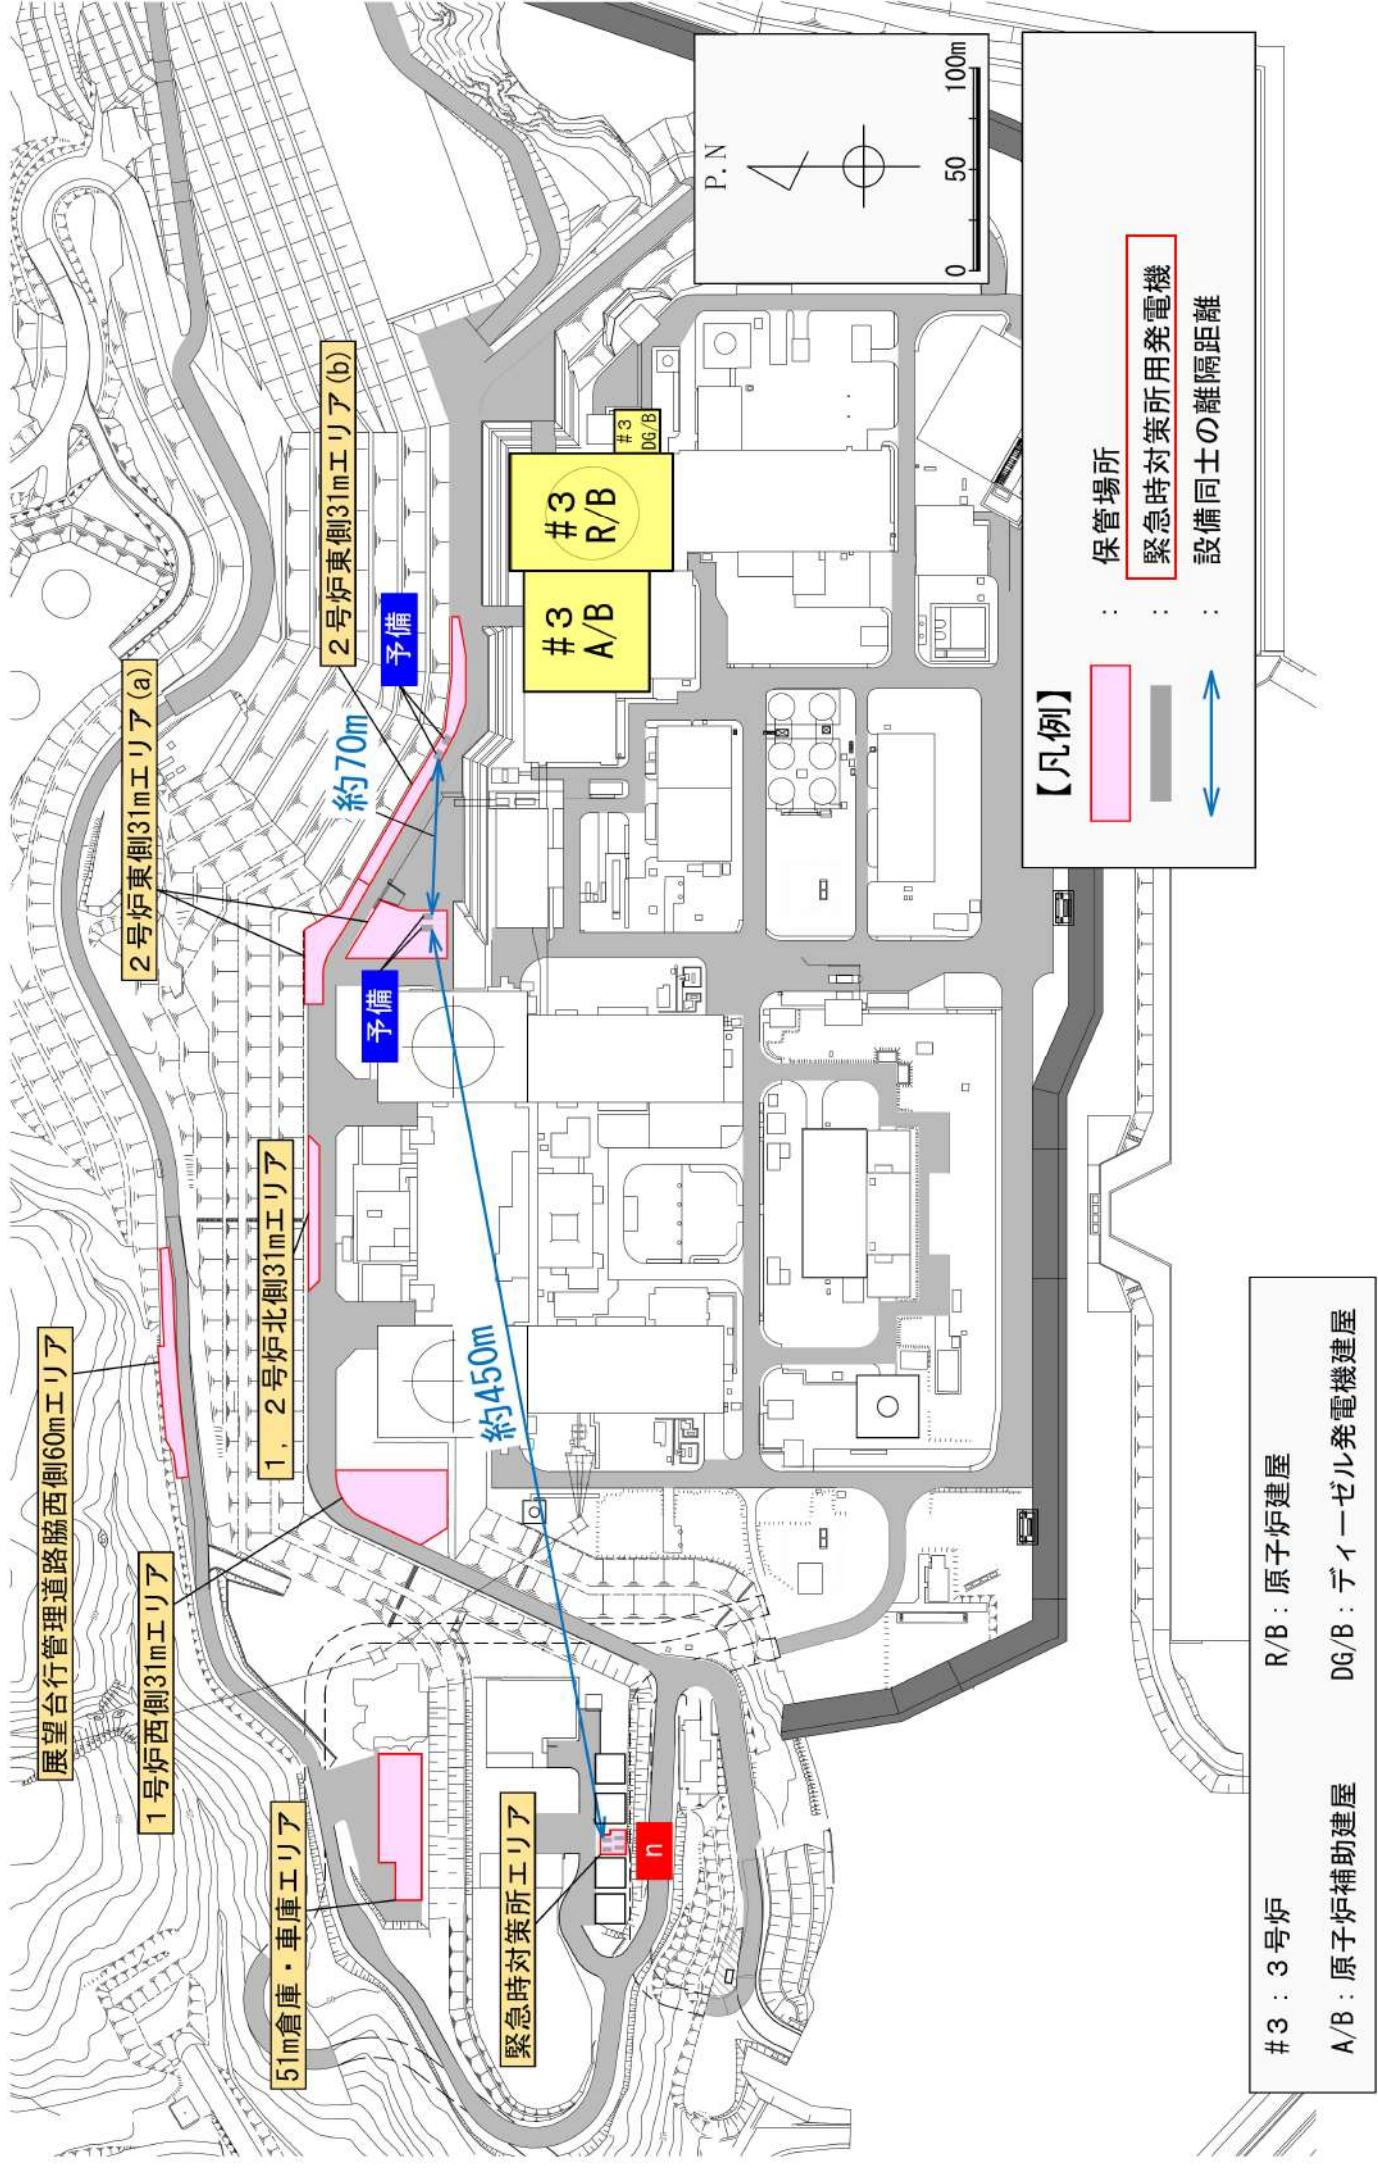 展望台行管理道路脇西側60mエリア
1号炉西側31mエリア
51m倉庫・車庫エリア
1，2号炉北側31mエリア
2号炉東側31mエリア(a)
2号炉東側31mエリア(b)
緊急時対策所エリア
予備
予備
約70m
約450m
n
#3
R/B
#3
A/B
#3
DG/B
P.N
0 50 100m
【凡例】
： 保管場所
： 緊急時対策所用発電機
： 設備同士の離隔距離
#3：3号炉 R/B：原子炉建屋
A/B：原子炉補助建屋 DG/B：ディーゼル発電機建屋